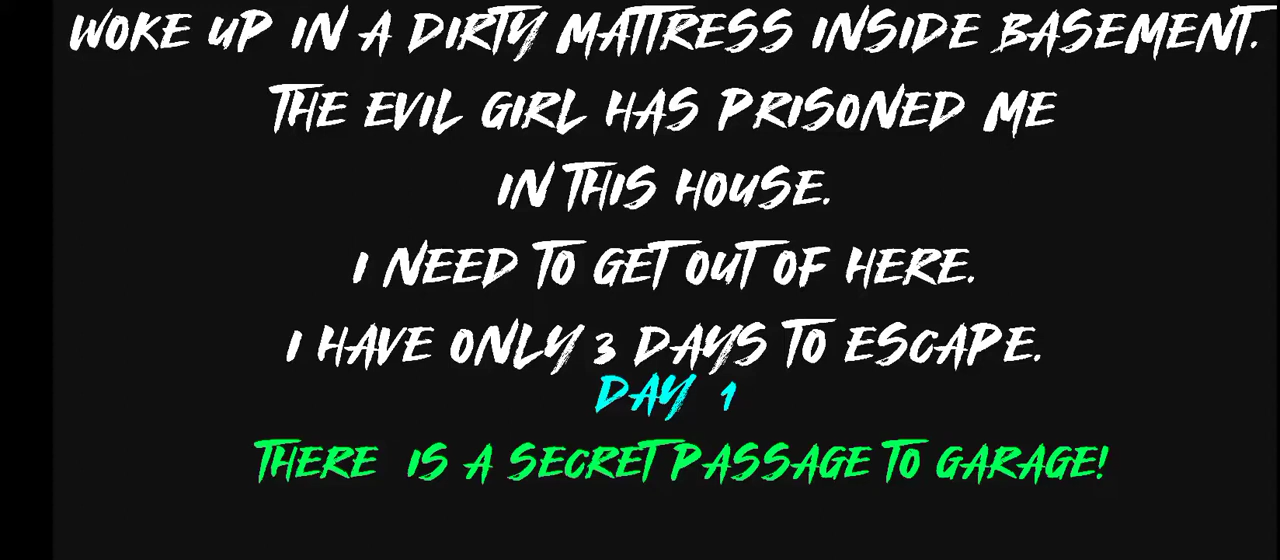 WOKE UP IN A DIRTY MATTRESS INSIDE BASEMENT.
THE EVIL GIRL HAS PRISONED ME
IN THIS HOUSE.
I NEED TO GET OUT OF HERE.
I HAVE ONLY 3 DAYS TO ESCAPE.
DAY 1
THERE IS A SECRET PASSAGE TO GARAGE!